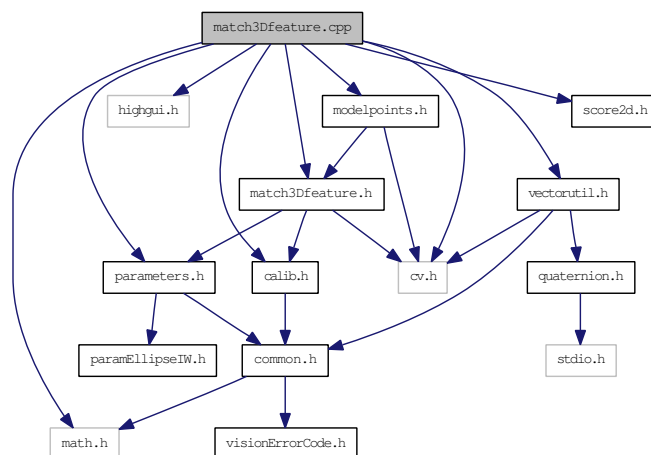 match3Dfeature.cpp
highgui.h
modelpoints.h
score2d.h
match3Dfeature.h
vectorutil.h
parameters.h
calib.h
cv.h
quaternion.h
paramEllipseIW.h
common.h
stdio.h
math.h
visionErrorCode.h